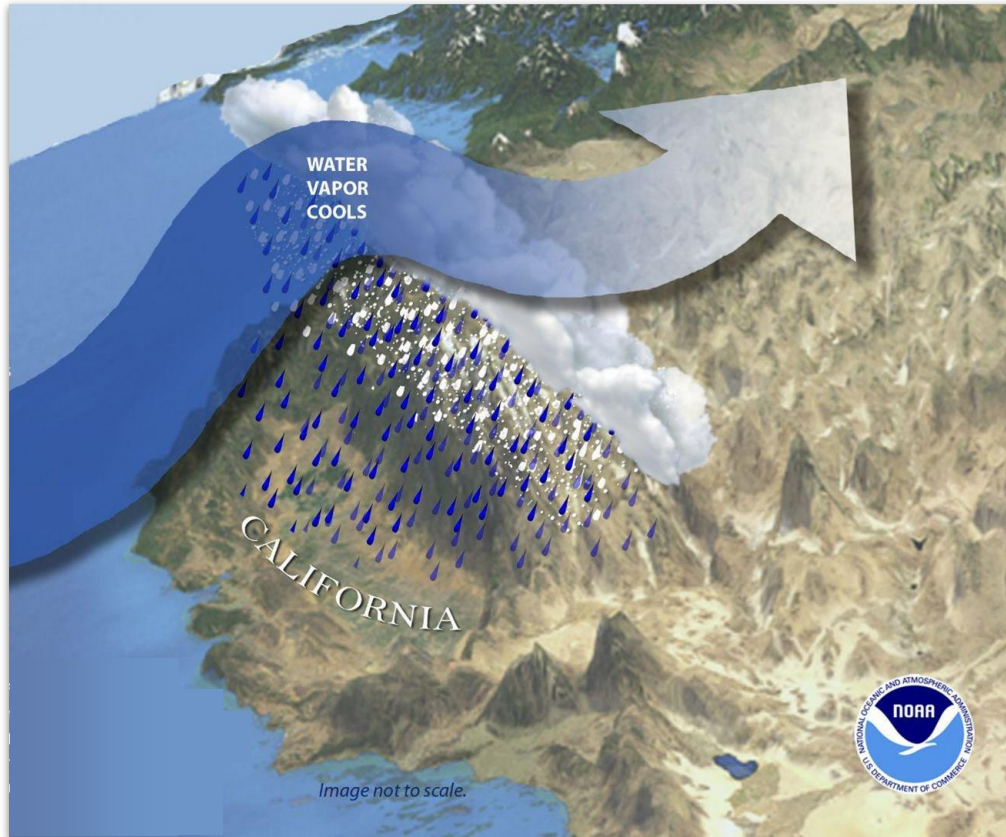 WATER
VAPOR
COOLS
CALIFORNIA
Image not to scale.
NATIONAL OCEANIC AND ATMOSPHERIC ADMINISTRATION
NOAA
U.S. DEPARTMENT OF COMMERCE